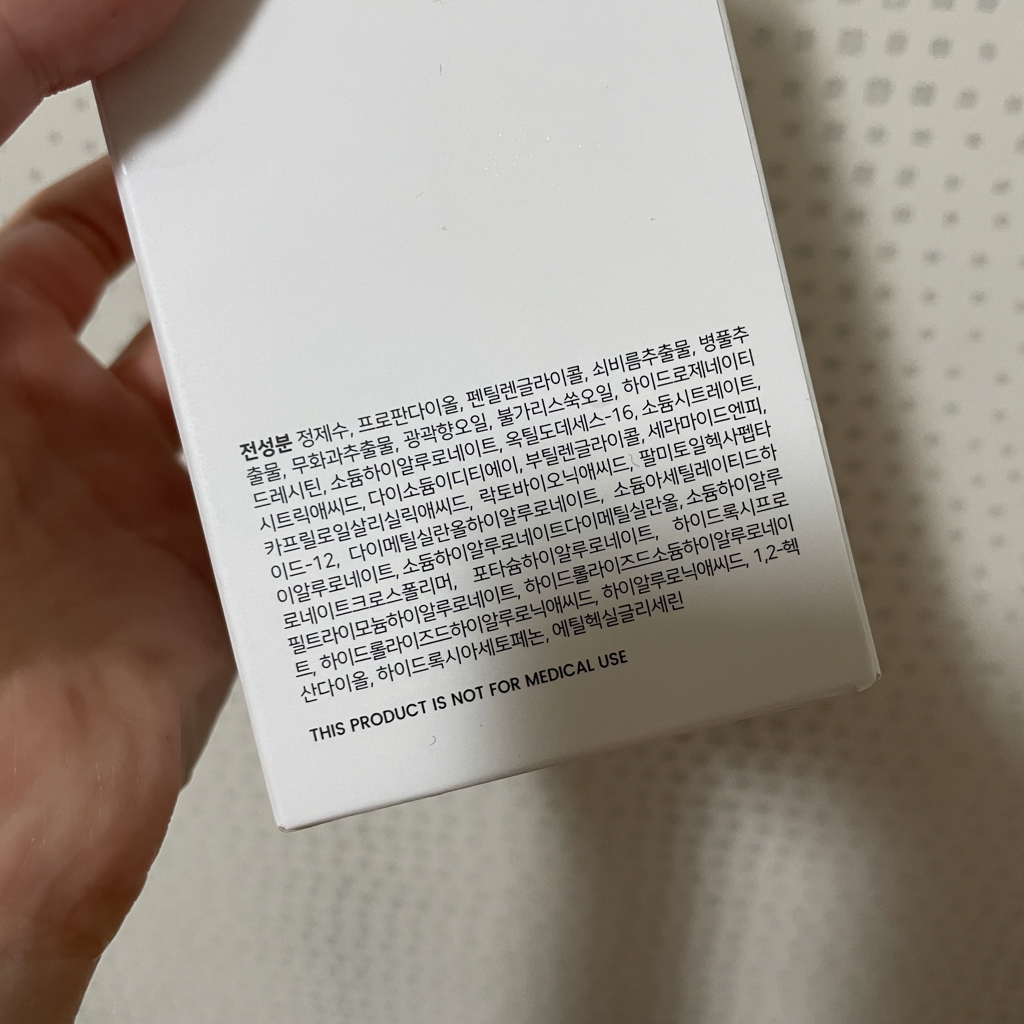 전성분 정제수, 프로판다이올, 펜틸렌글라이콜, 쇠비름추출물, 병풀추
출물, 무화과추출물, 광곽향오일, 불가리스쑥오일, 하이드로제네이티
드레시틴, 소듐하이알루로네이트, 옥틸도데세스-16, 소듐시트레이트,
시트릭애씨드, 다이소듐이디티에이, 부틸렌글라이콜, 세라마이드엔피,
카프릴로일살리실릭애씨드, 락토바이오닉애씨드, 팔미토일헥사펩타
이드-12, 다이메틸실란올하이알루로네이트, 소듐아세틸레이티드하
이알루로네이트, 소듐하이알루로네이트다이메틸실란올, 소듐하이알루
로네이트크로스폴리머, 포타슘하이알루로네이트, 하이드록시프로
필트라이모늄하이알루로네이트, 하이드롤라이즈드소듐하이알루로네이
트, 하이드롤라이즈드하이알루로닉애씨드, 하이알루로닉애씨드, 1,2-헥
산다이올, 하이드록시아세토페논, 에틸헥실글리세린
THIS PRODUCT IS NOT FOR MEDICAL USE